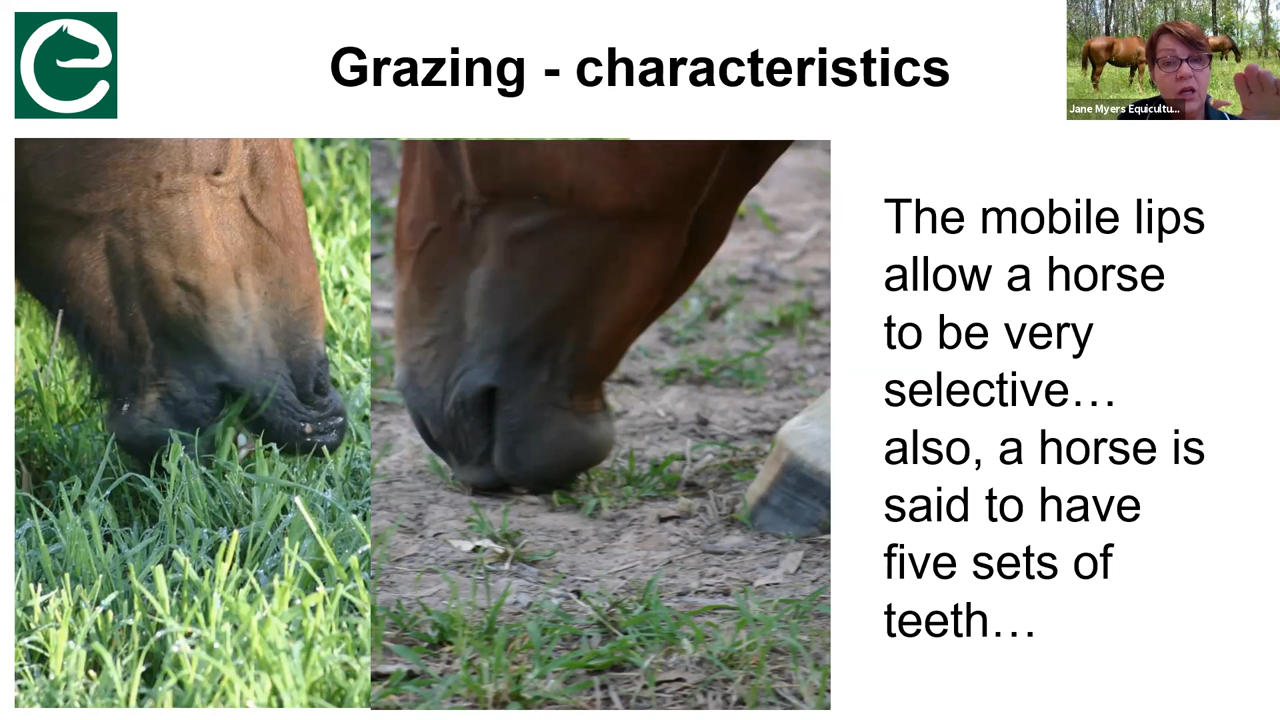 Grazing - characteristics
Jane Myers Equicultu...
The mobile lips
allow a horse
to be very
selective…
also, a horse is
said to have
five sets of
teeth…